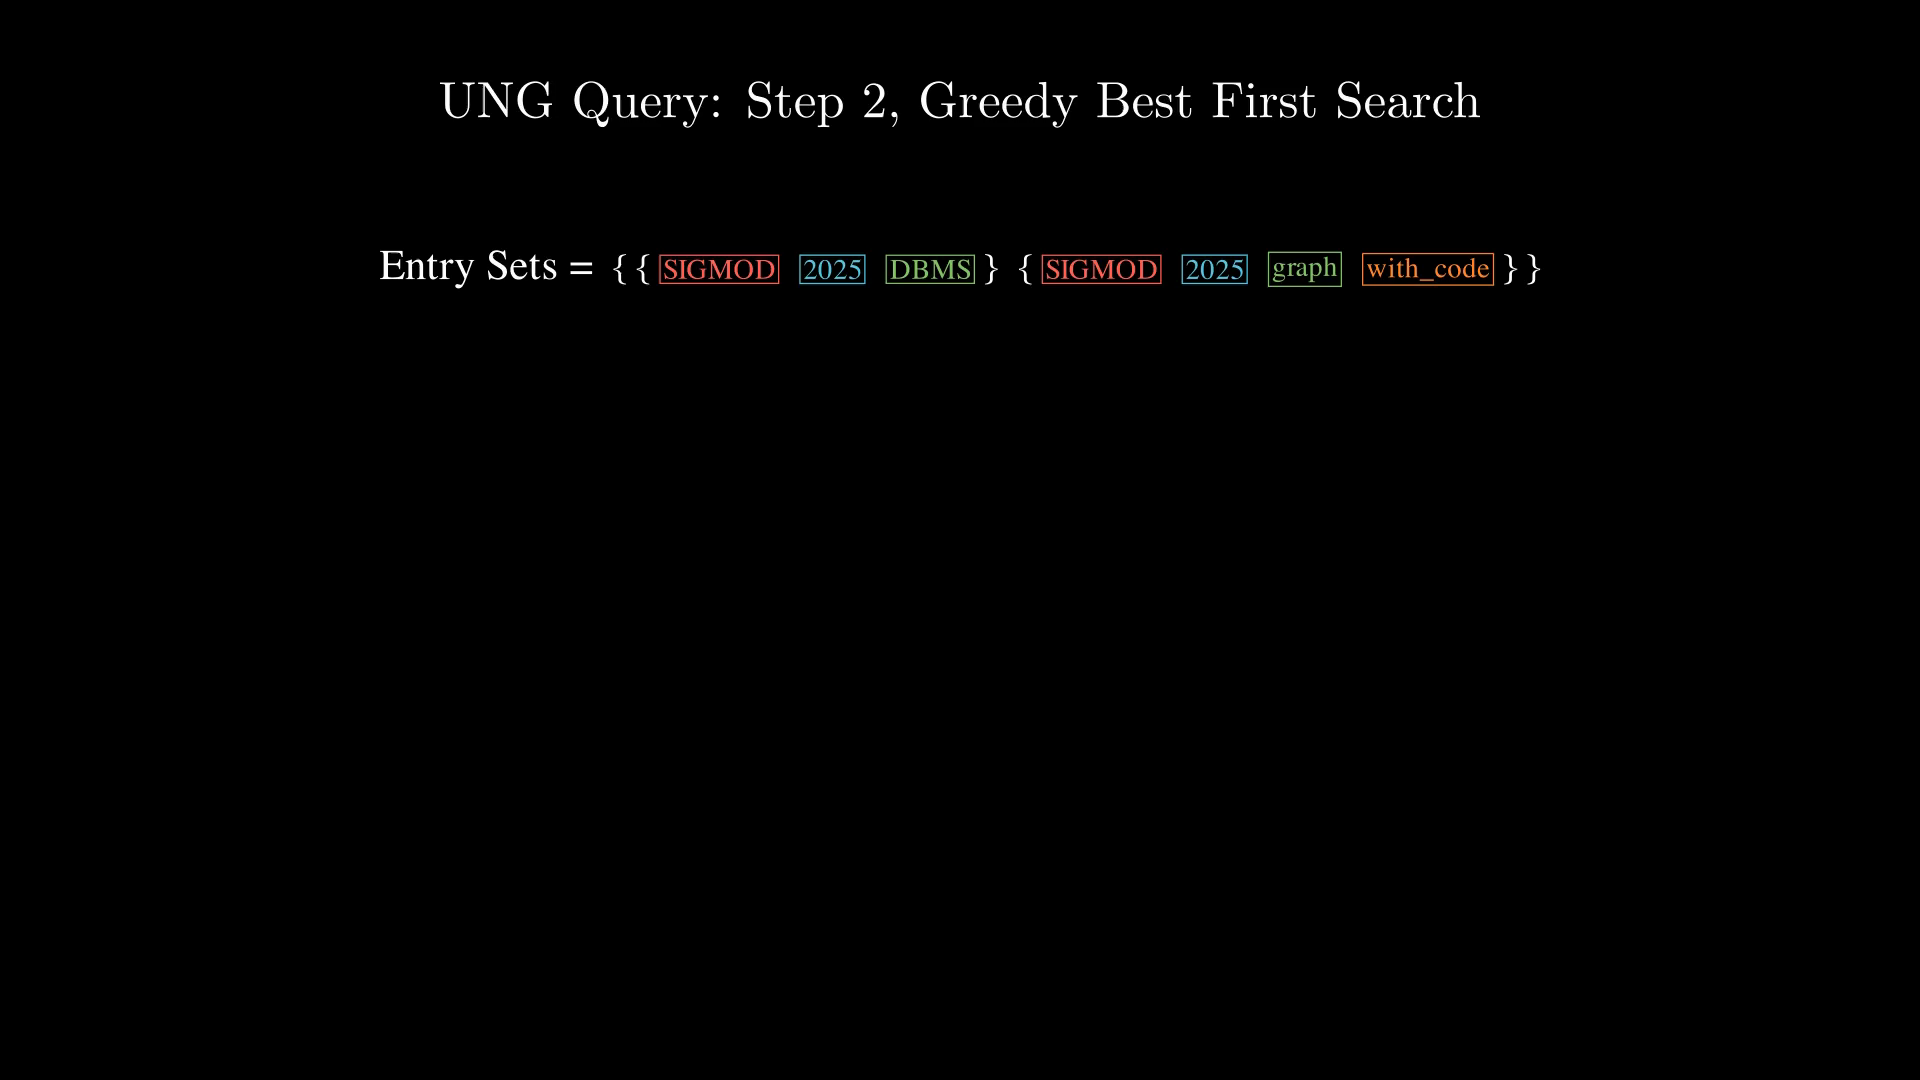 UNG Query: Step 2, Greedy Best First Search
Entry Sets = { { SIGMOD 2025 DBMS } { SIGMOD 2025 graph with_code } }